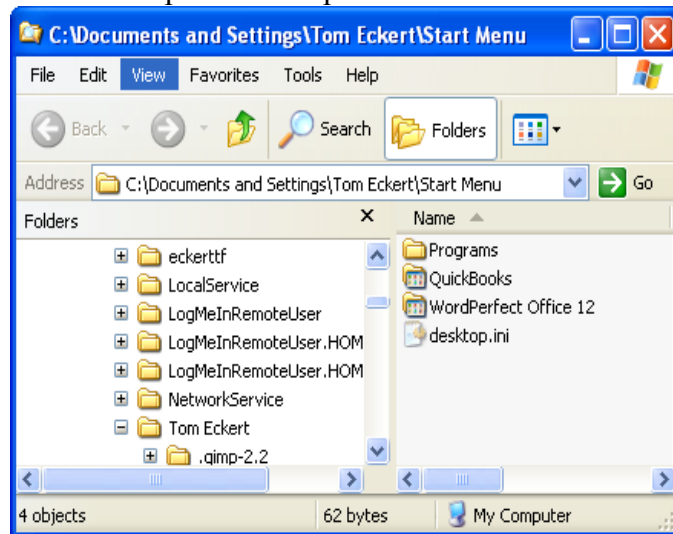 C:\Documents and Settings\Tom Eckert\Start Menu
File Edit View Favorites Tools Help
Back Search Folders
Address C:\Documents and Settings\Tom Eckert\Start Menu Go
Folders X Name
eckerttf
LocalService
LogMeInRemoteUser
LogMeInRemoteUser.HOM
LogMeInRemoteUser.HOM
NetworkService
Tom Eckert
.gimp-2.2
Programs
QuickBooks
WordPerfect Office 12
desktop.ini
4 objects 62 bytes My Computer